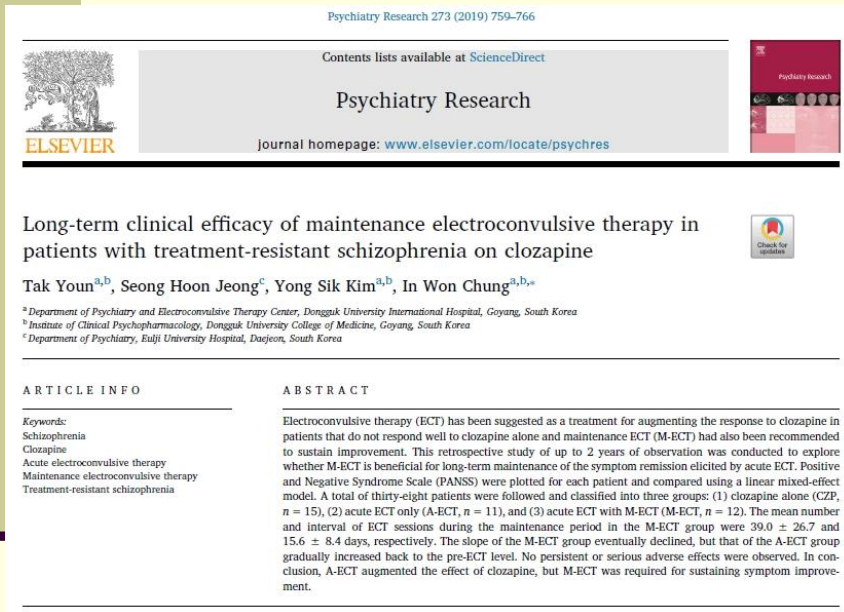 Psychiatry Research 273 (2019) 759–766
Contents lists available at ScienceDirect
Psychiatry Research
journal homepage: www.elsevier.com/locate/psychres
ELSEVIER
Psychiatry Research
Long-term clinical efficacy of maintenance electroconvulsive therapy in
patients with treatment-resistant schizophrenia on clozapine
Check for
updates
Tak Youn a,b, Seong Hoon Jeong c, Yong Sik Kim a,b, In Won Chung a,b,*
a Department of Psychiatry and Electroconvulsive Therapy Center, Dongguk University International Hospital, Goyang, South Korea
b Institute of Clinical Psychopharmacology, Dongguk University College of Medicine, Goyang, South Korea
c Department of Psychiatry, Eulji University Hospital, Daejeon, South Korea
ARTICLE INFO
Keywords:
Schizophrenia
Clozapine
Acute electroconvulsive therapy
Maintenance electroconvulsive therapy
Treatment-resistant schizophrenia
ABSTRACT
Electroconvulsive therapy (ECT) has been suggested as a treatment for augmenting the response to clozapine in
patients that do not respond well to clozapine alone and maintenance ECT (M-ECT) had also been recommended
to sustain improvement. This retrospective study of up to 2 years of observation was conducted to explore
whether M-ECT is beneficial for long-term maintenance of the symptom remission elicited by acute ECT. Positive
and Negative Syndrome Scale (PANSS) were plotted for each patient and compared using a linear mixed-effect
model. A total of thirty-eight patients were followed and classified into three groups: (1) clozapine alone (CZP,
n = 15), (2) acute ECT only (A-ECT, n = 11), and (3) acute ECT with M-ECT (M-ECT, n = 12). The mean number
and interval of ECT sessions during the maintenance period in the M-ECT group were 39.0 ± 26.7 and
15.6 ± 8.4 days, respectively. The slope of the M-ECT group eventually declined, but that of the A-ECT group
gradually increased back to the pre-ECT level. No persistent or serious adverse effects were observed. In con-
clusion, A-ECT augmented the effect of clozapine, but M-ECT was required for sustaining symptom improve-
ment.